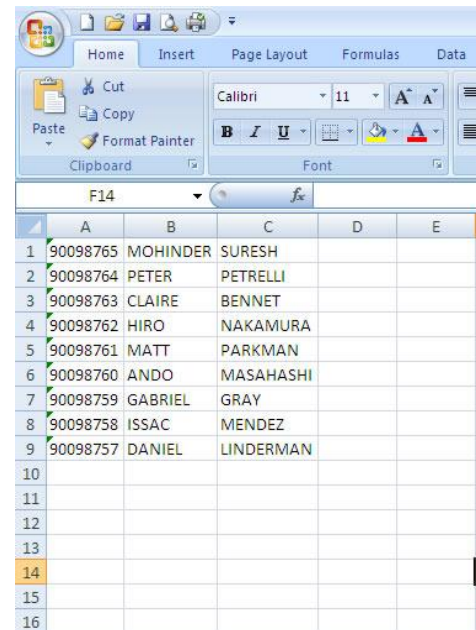 Home Insert Page Layout Formulas Data
Cut
Copy
Paste
Format Painter
Clipboard
Calibri 11 A A
B I U A
Font
F14 fx
A B C D E
1 90098765 MOHINDER SURESH
2 90098764 PETER PETRELLI
3 90098763 CLAIRE BENNET
4 90098762 HIRO NAKAMURA
5 90098761 MATT PARKMAN
6 90098760 ANDO MASAHASHI
7 90098759 GABRIEL GRAY
8 90098758 ISSAC MENDEZ
9 90098757 DANIEL LINDERMAN
10
11
12
13
14
15
16